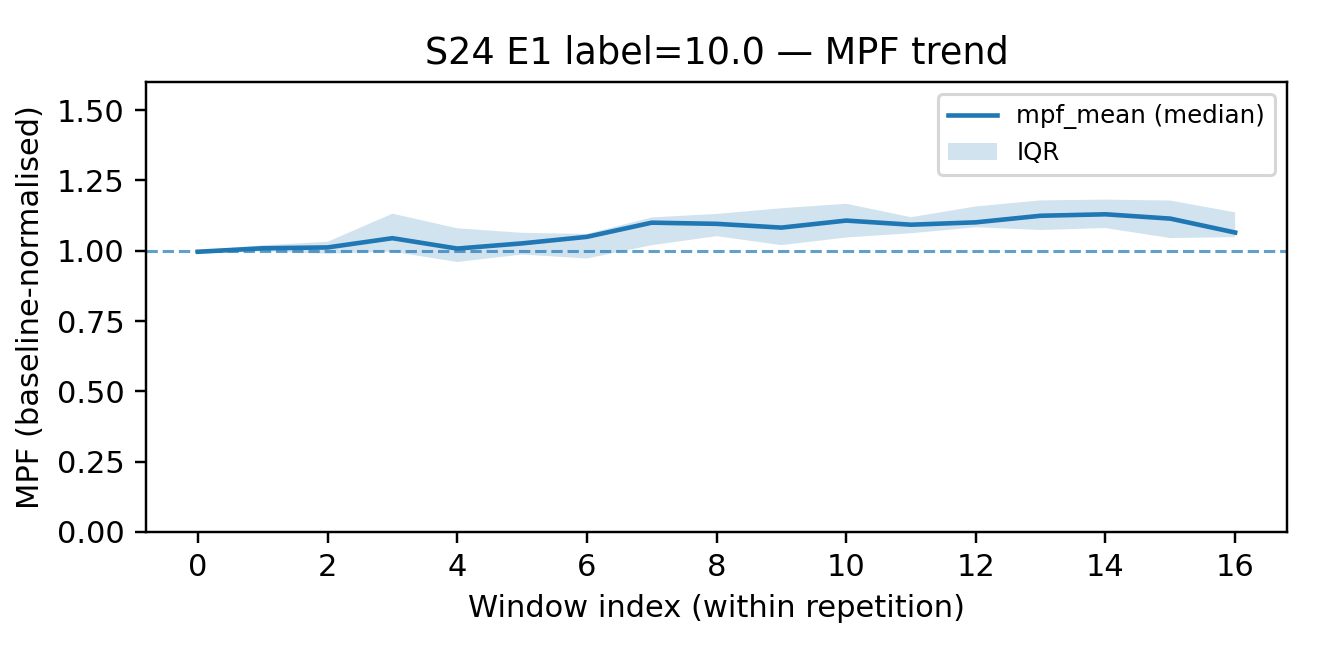 S24 E1 label=10.0 — MPF trend
MPF (baseline-normalised)
1.50
1.25
1.00
0.75
0.50
0.25
0.00
mpf_mean (median)
IQR
0 2 4 6 8 10 12 14 16
Window index (within repetition)